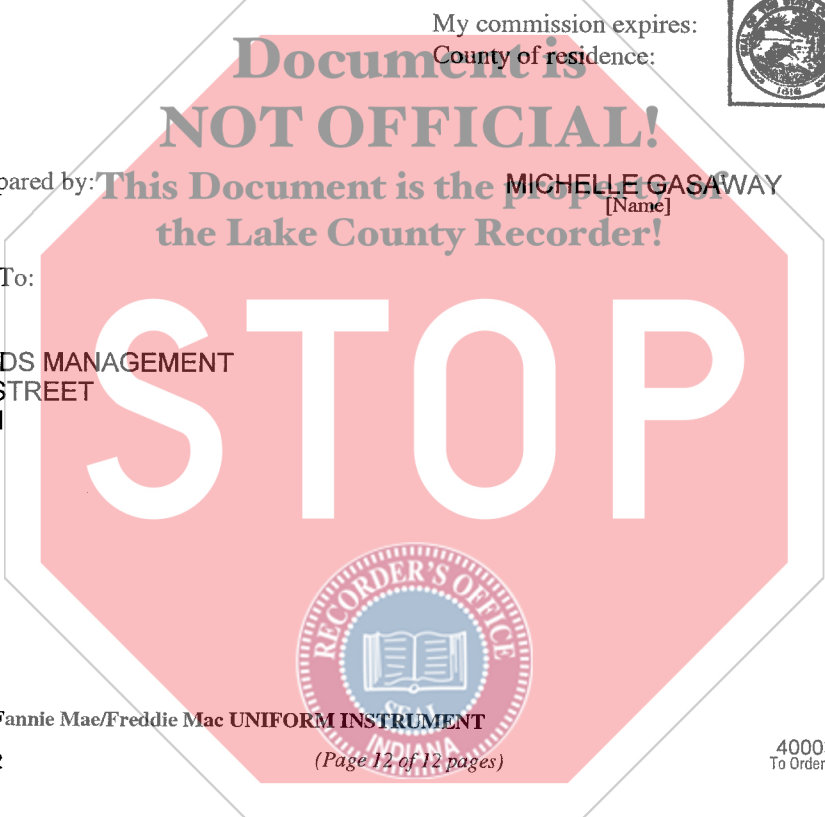 My commission expires:
County of residence:
1816
Document is
NOT OFFICIAL!
This Document is the property of
the Lake County Recorder!
pared by:
MICHELLE GASAWAY
[Name]
To:
DS MANAGEMENT
STREET
STOP
RECORDER'S OFFICE
SEAL
INDIANA
Fannie Mae/Freddie Mac UNIFORM INSTRUMENT
(Page 12 of 12 pages)
4000
To Order